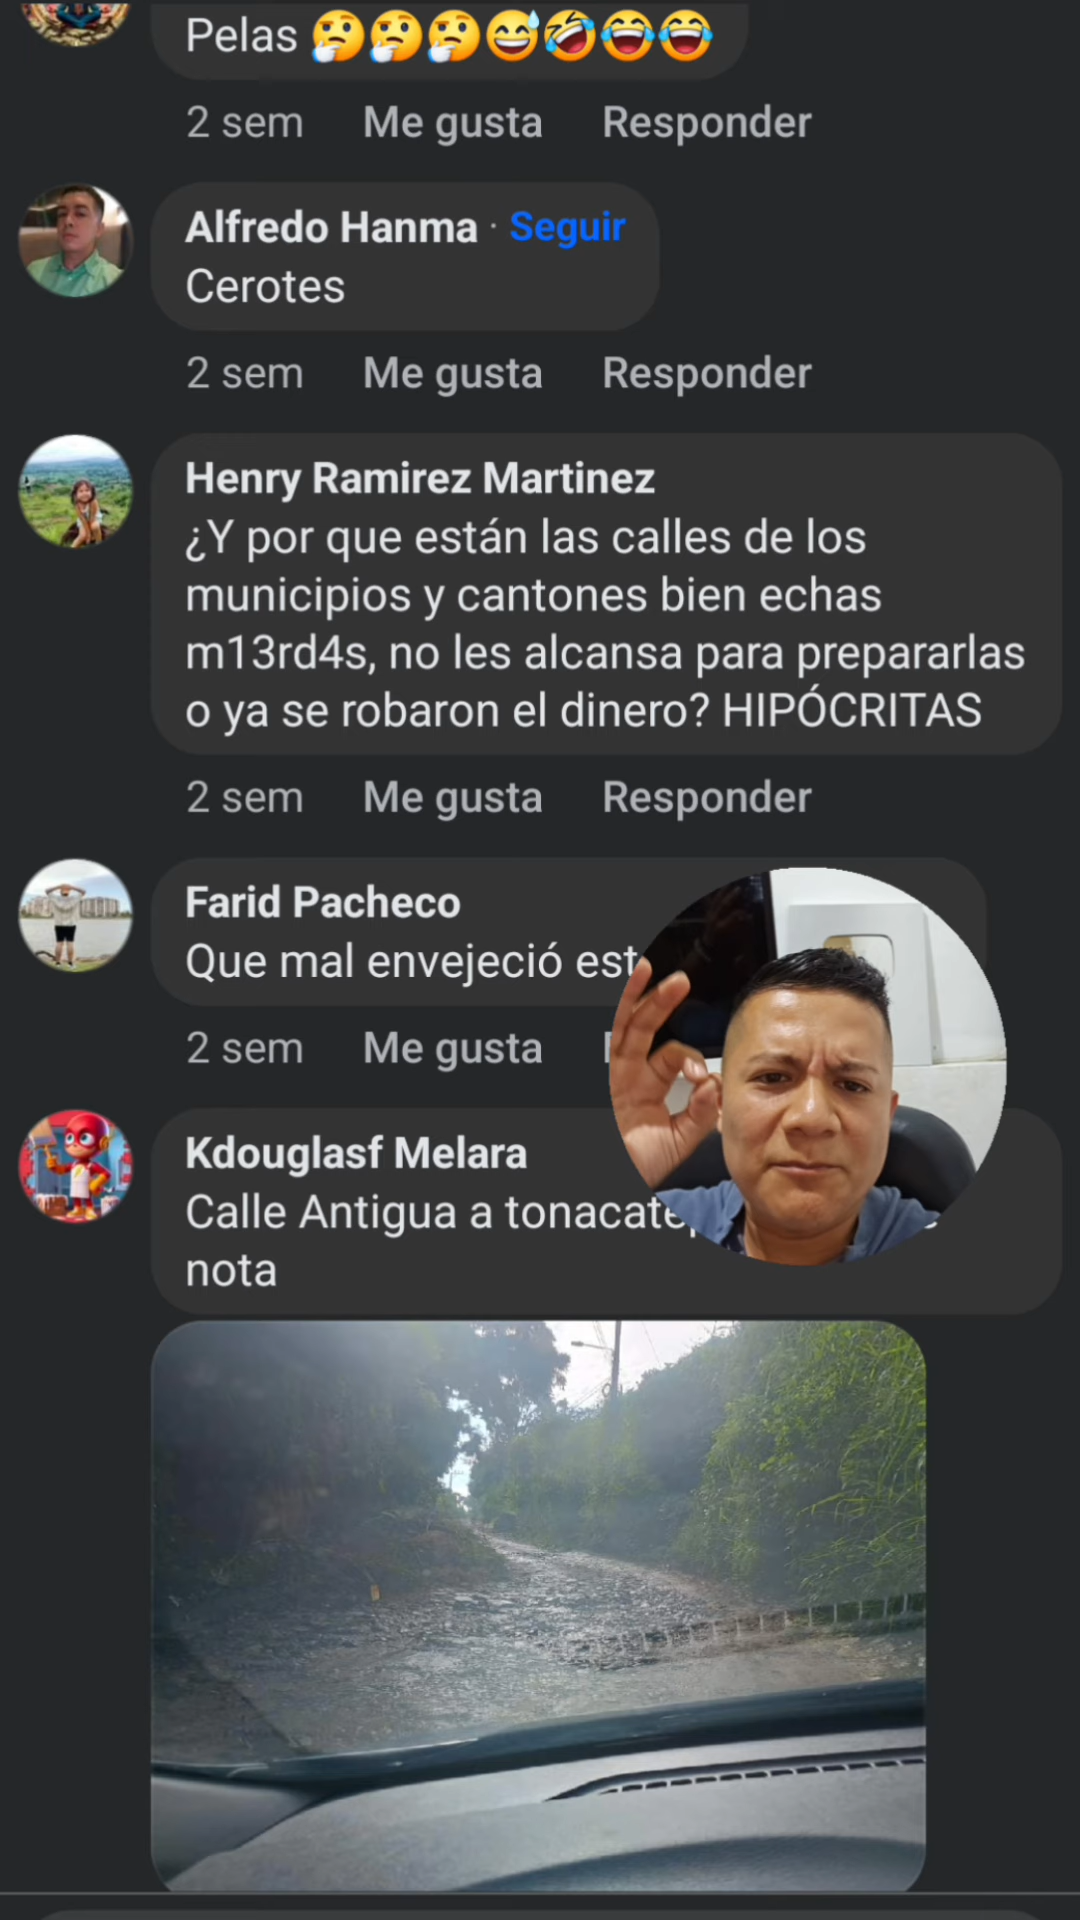 Pelas 🤔🤔🤔😅🤣😂😂
2 sem Me gusta Responder
Alfredo Hanma · Seguir
Cerotes
2 sem Me gusta Responder
Henry Ramirez Martinez
¿Y por que están las calles de los
municipios y cantones bien echas
m13rd4s, no les alcansa para prepararlas
o ya se robaron el dinero? HIPÓCRITAS
2 sem Me gusta Responder
Farid Pacheco
Que mal envejeció
2 sem Me gusta
Kdouglasf Melara
Calle Antigua a
nota